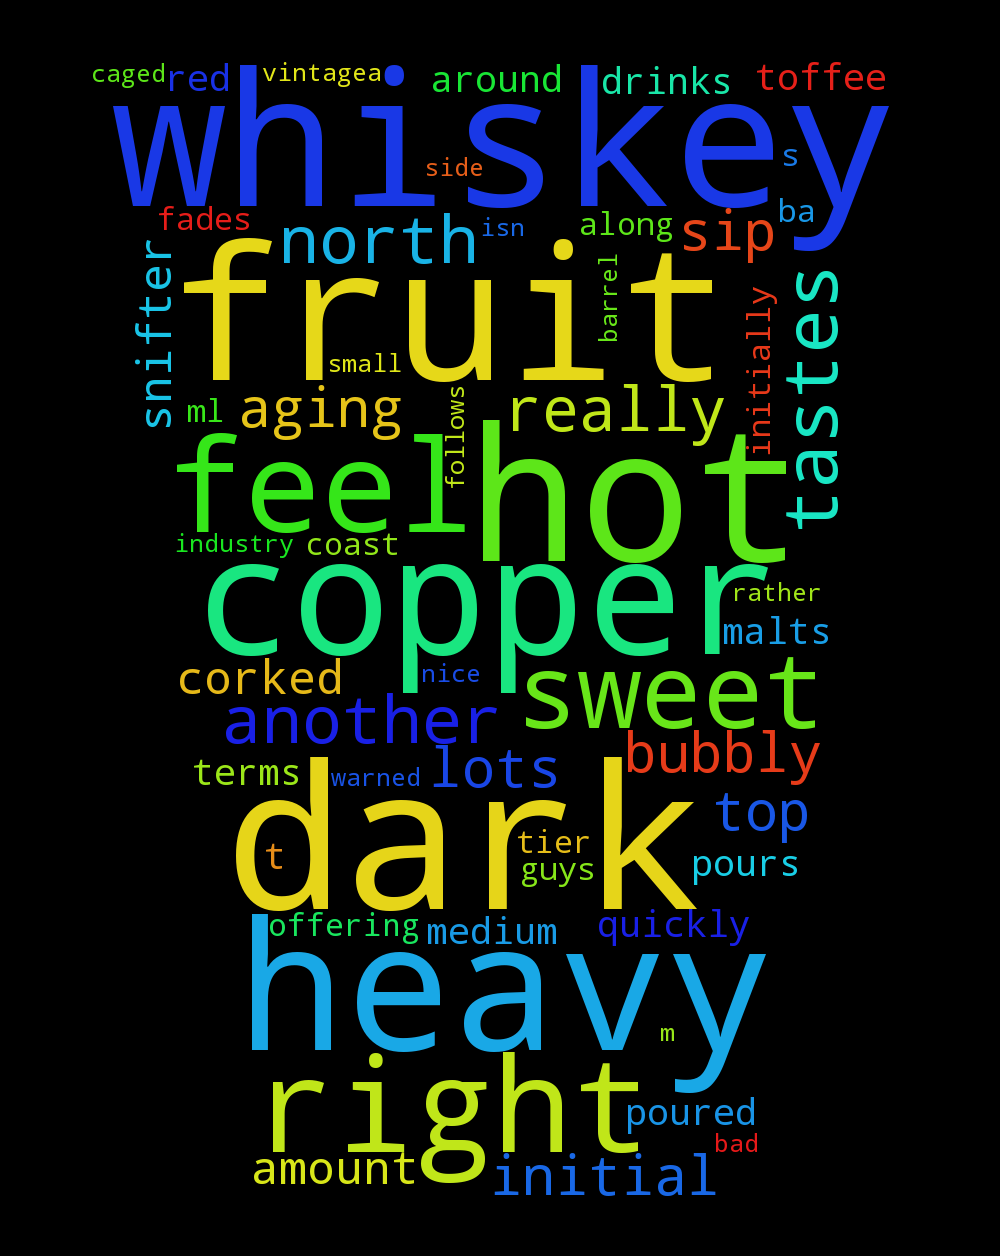 caged red vintagea around drinks toffee
whiskey
side s
fades north isn along sip ba
snifter fruit barrel initially tastes
small
ml aging follows really
feel hot
industry coast
copper rather
malts
corked nice sweet
another
bubbly
terms warned lots
dark top
t tier
guys pours
offering medium quickly
heavy
m
right
poured
bad
amount initial